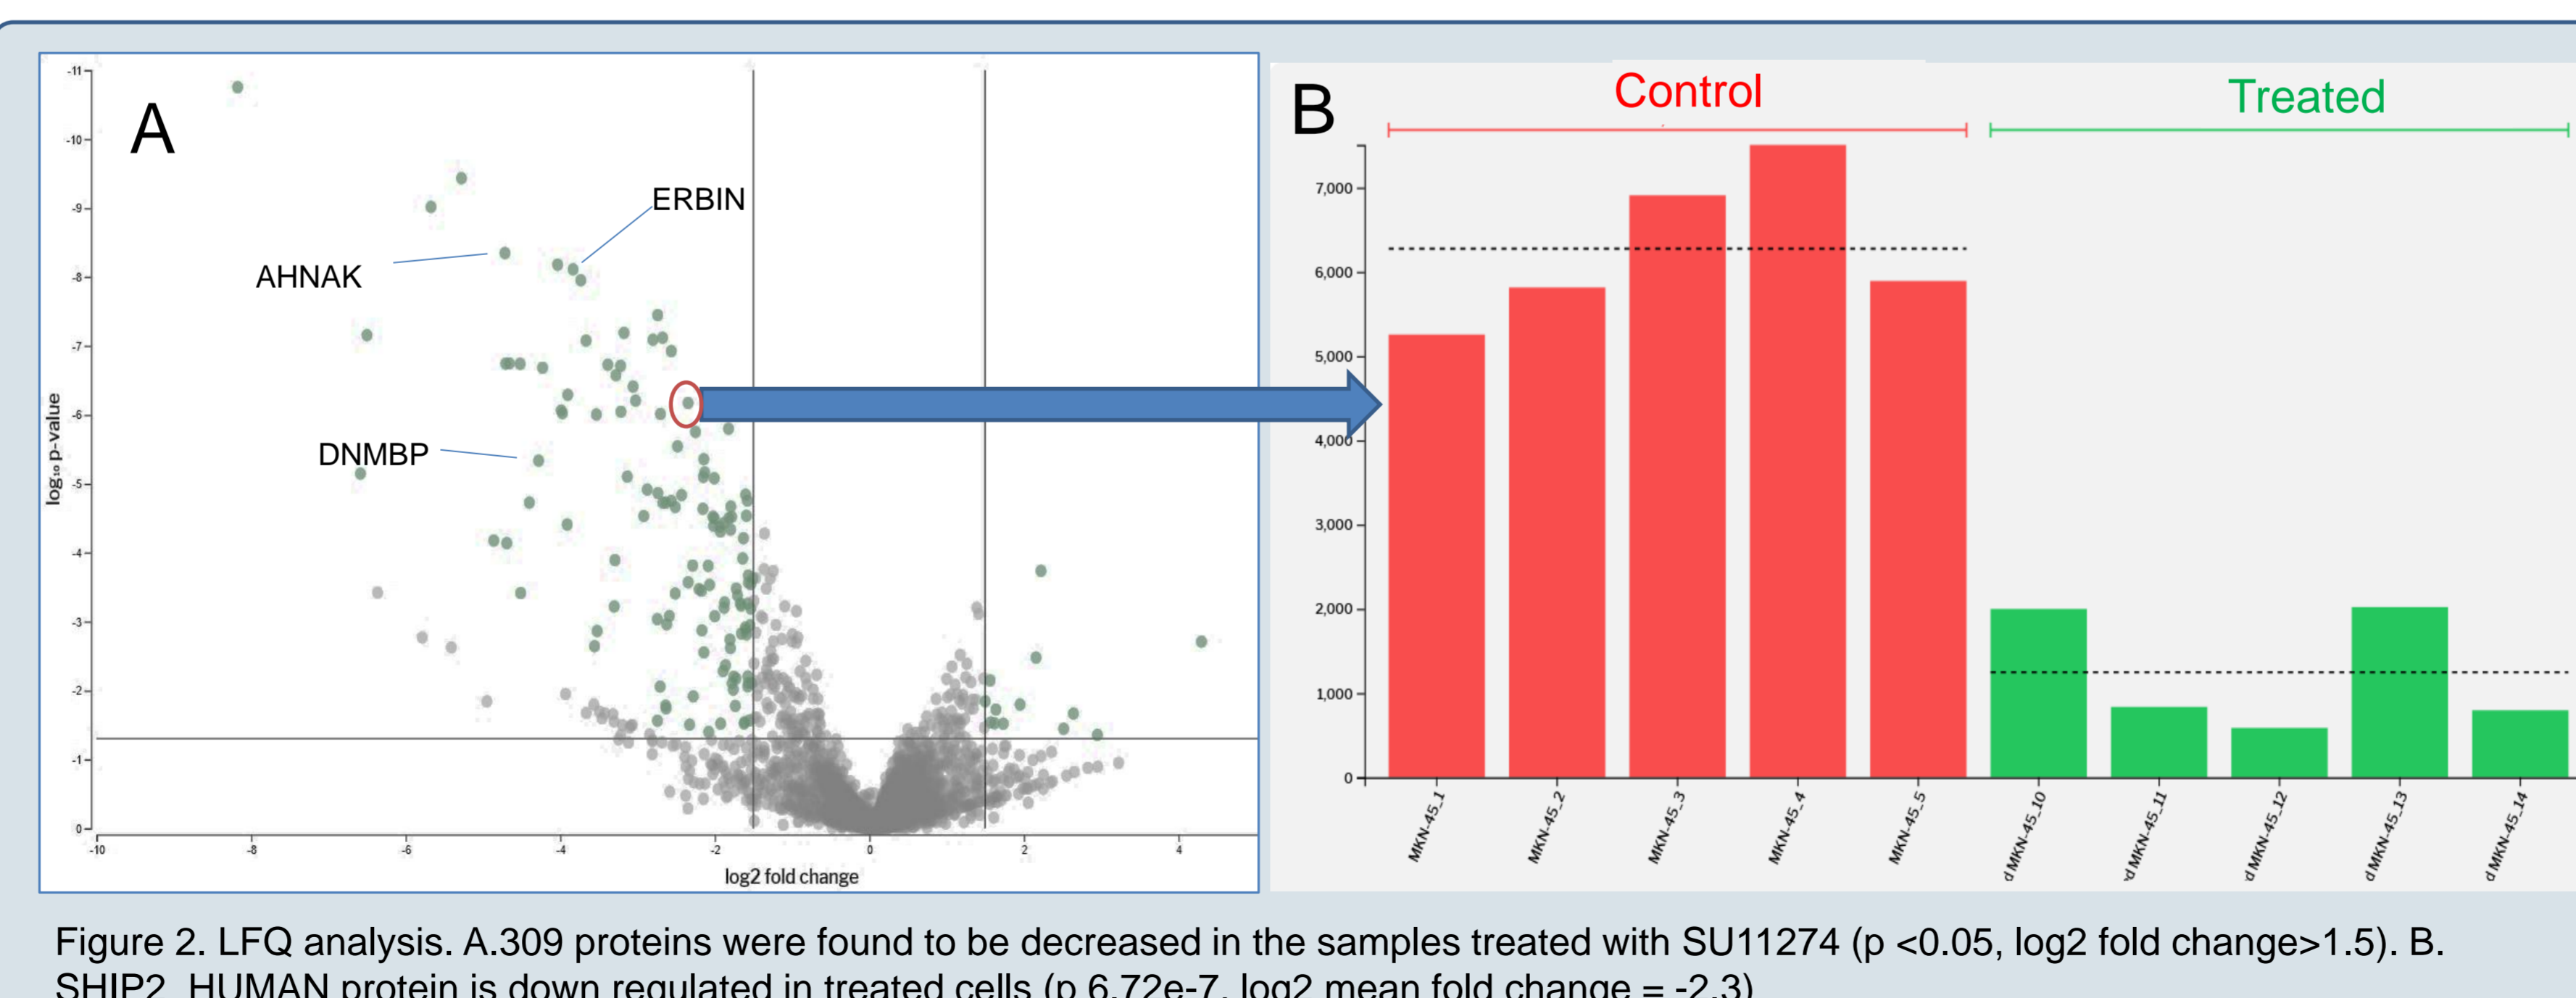 A
-11
-10
-9
-8
-7
-6
-5
-4
-3
-2
-1
0
log₁₀ p-value
ERBIN
AHNAK
DNMBP
-10 -8 -6 -4 -2 0 2 4
log2 fold change
B
Control Treated
7,000
6,000
5,000
4,000
3,000
2,000
1,000
0
MKN-45_1 MKN-45_2 MKN-45_3 MKN-45_4 MKN-45_5 d MKN-45_10 d MKN-45_11 d MKN-45_12 d MKN-45_13 d MKN-45_14
Figure 2. LFQ analysis. A.309 proteins were found to be decreased in the samples treated with SU11274 (p <0.05, log2 fold change>1.5). B.
SHIP2_HUMAN protein is down regulated in treated cells (p 6.72e-7, log2 mean fold change = -2.3)